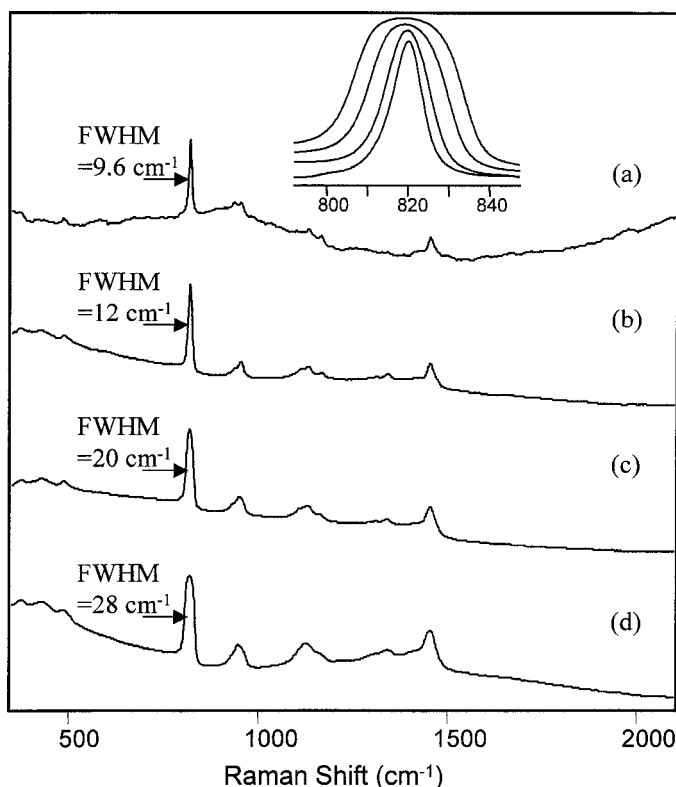 FWHM
=9.6 cm⁻¹
800 820 840
(a)
FWHM
=12 cm⁻¹
(b)
FWHM
=20 cm⁻¹
(c)
FWHM
=28 cm⁻¹
(d)
500 1000 1500 2000
Raman Shift (cm⁻¹)